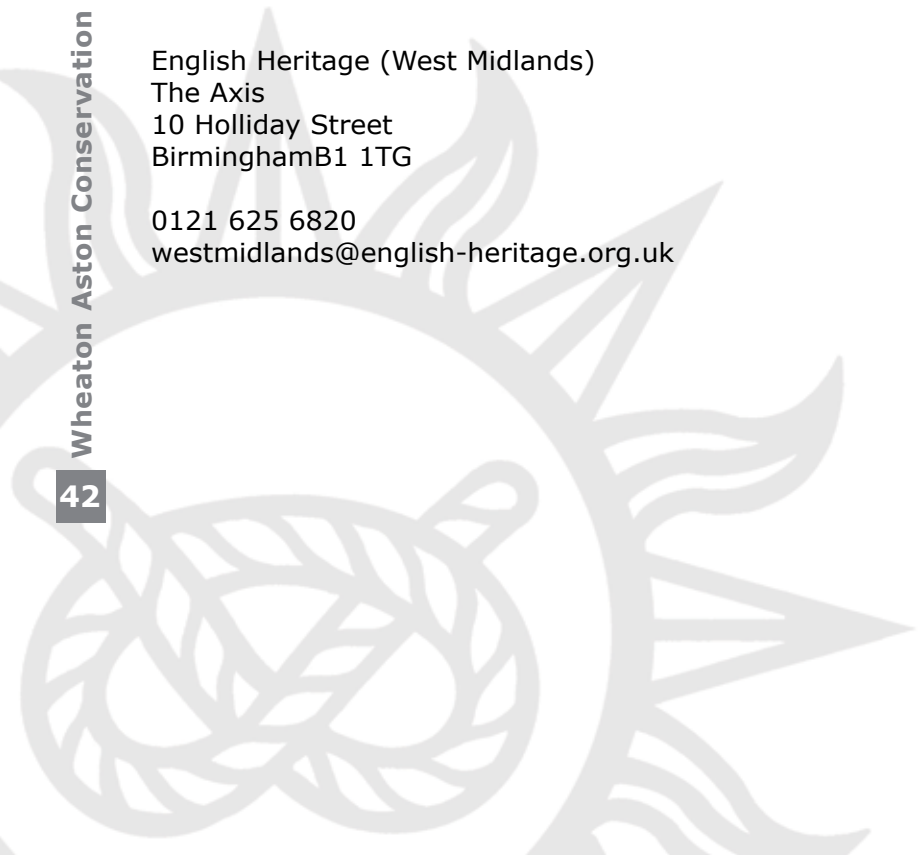 Wheaton Aston Conservation
42
English Heritage (West Midlands)
The Axis
10 Holliday Street
BirminghamB1 1TG
0121 625 6820
westmidlands@english-heritage.org.uk